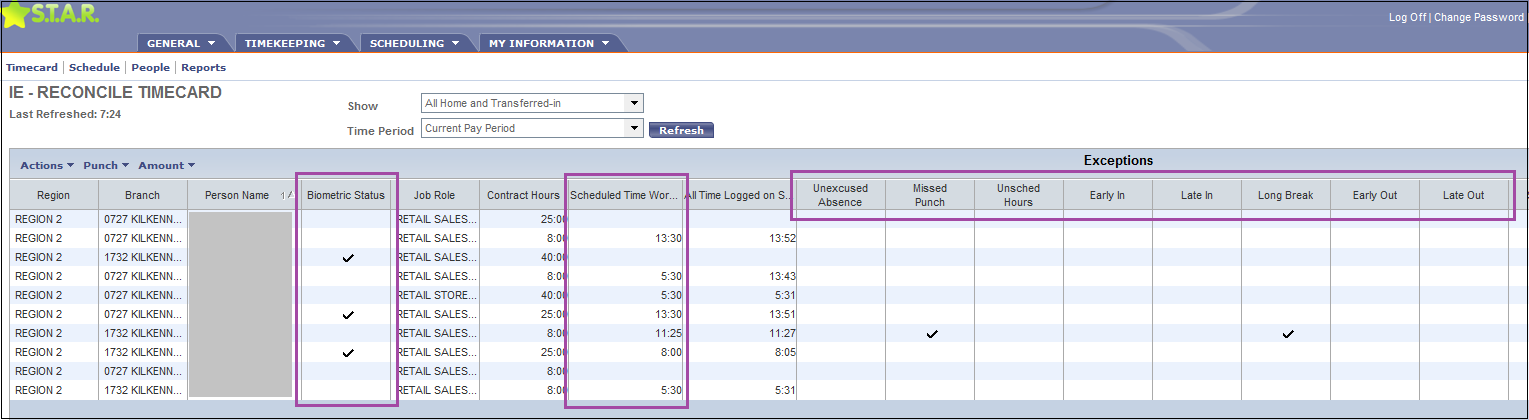 S.T.A.R.
Log Off | Change Password
GENERAL TIMEKEEPING SCHEDULING MY INFORMATION
Timecard | Schedule | People | Reports
IE - RECONCILE TIMECARD
Last Refreshed: 7:24
Show All Home and Transferred-in
Time Period Current Pay Period Refresh
Actions Punch Amount Exceptions
Region Branch Person Name 1 Biometric Status Job Role Contract Hours Scheduled Time Wor... All Time Logged on S... Unexcused Absence Missed Punch Unsched Hours Early In Late In Long Break Early Out Late Out
REGION 2 0727 KILKENN... RETAIL SALES... 25:00
REGION 2 0727 KILKENN... RETAIL SALES... 8:00 13:30 13:52
REGION 2 1732 KILKENN... ✓ RETAIL SALES... 40:00
REGION 2 0727 KILKENN... RETAIL SALES... 8:00 5:30 13:43
REGION 2 0727 KILKENN... RETAIL STORE... 40:00 5:30 5:31
REGION 2 0727 KILKENN... ✓ RETAIL SALES... 25:00 13:30 13:51
REGION 2 1732 KILKENN... RETAIL SALES... 8:00 11:25 11:27 ✓ ✓
REGION 2 1732 KILKENN... ✓ RETAIL SALES... 25:00 8:00 8:05
REGION 2 0727 KILKENN... RETAIL SALES... 8:00
REGION 2 1732 KILKENN... RETAIL SALES... 8:00 5:30 5:31